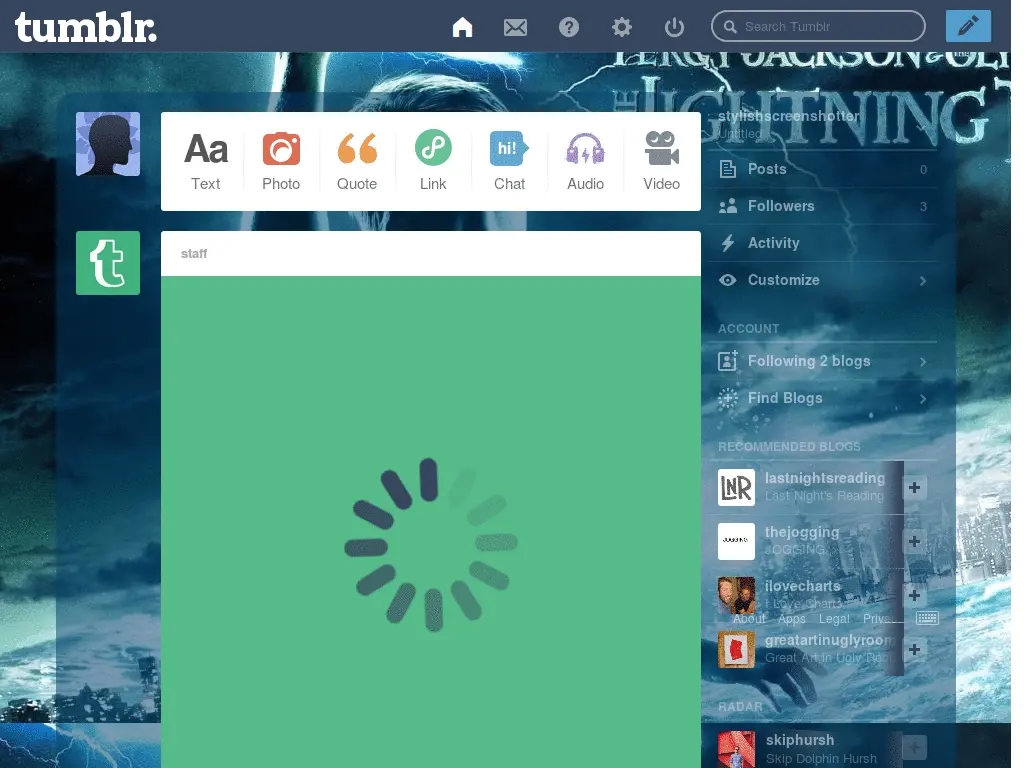 tumblr.
Search Tumblr
PERCY JACKSON & THE
THE LIGHTNING
Aa
hi!
Text
Photo
Quote
Link
Chat
Audio
Video
stylishscreenshotter
Untitled
Posts 0
Followers 3
Activity
Customize
ACCOUNT
Following 2 blogs
Find Blogs
RECOMMENDED BLOGS
LNR
lastnightsreading
Last Night's Reading
JOGGING
thejogging
JOGGING
ilovecharts
I Love Charts
About Apps Legal Priva...
greatartinuglyroom
Great Art in Ugly Roo
RADAR
skiphursh
Skip Dolphin Hursh
t
staff